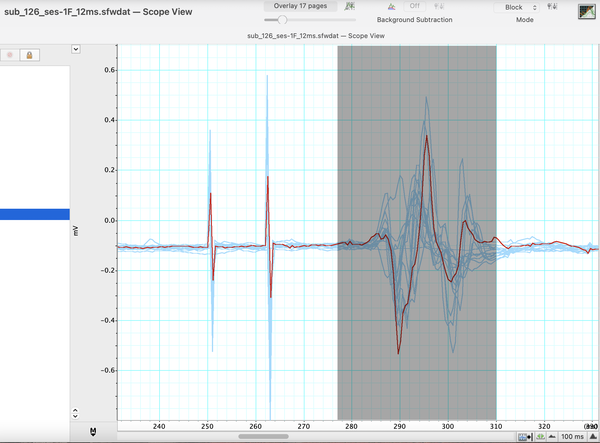 sub_126_ses-1F_12ms.sfwdat — Scope View
Overlay 17 pages
Off
Background Subtraction
Block
Mode
sub_126_ses-1F_12ms.sfwdat — Scope View
0.6
0.4
0.2
0.0
mV
-0.2
-0.4
-0.6
240
250
260
270
280
290
300
310
320
100 ms